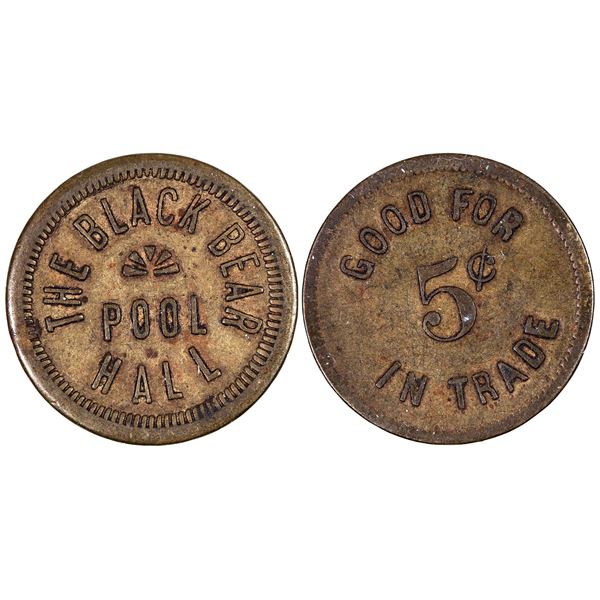 THE BLACK BEAR
POOL
HALL
GOOD FOR
5¢
IN TRADE